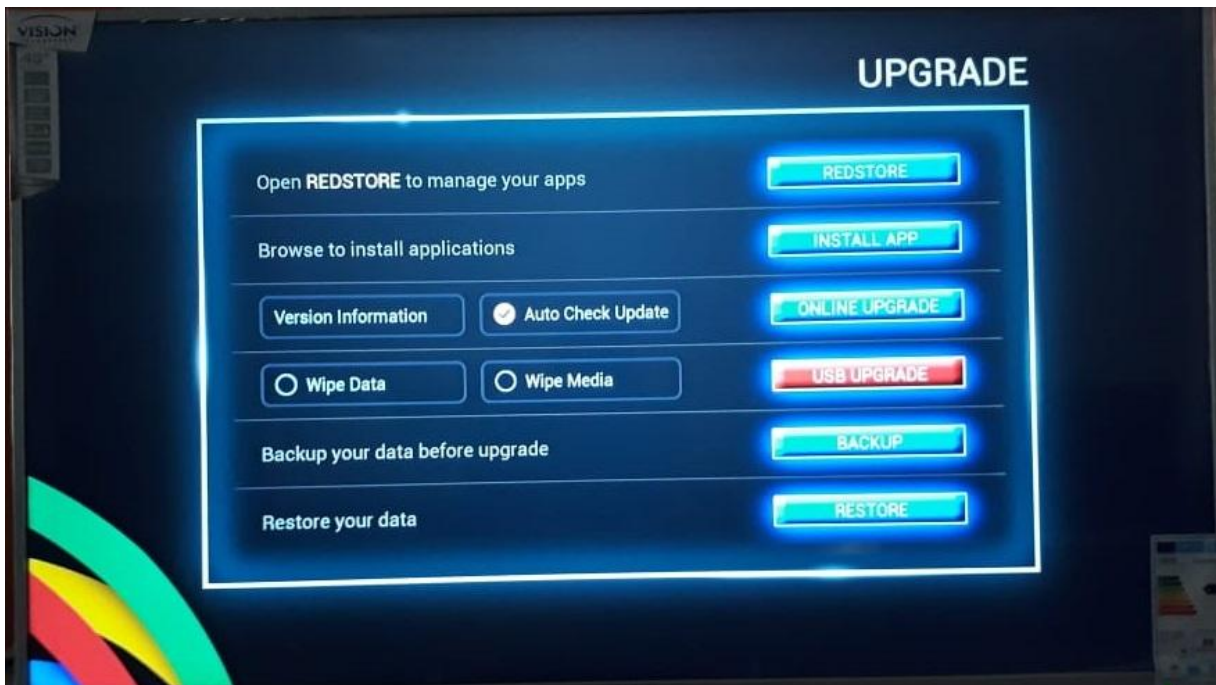 VISION
43"
UPGRADE
Open REDSTORE to manage your apps
REDSTORE
Browse to install applications
INSTALL APP
Version Information
Auto Check Update
ONLINE UPGRADE
Wipe Data
Wipe Media
USB UPGRADE
Backup your data before upgrade
BACKUP
Restore your data
RESTORE